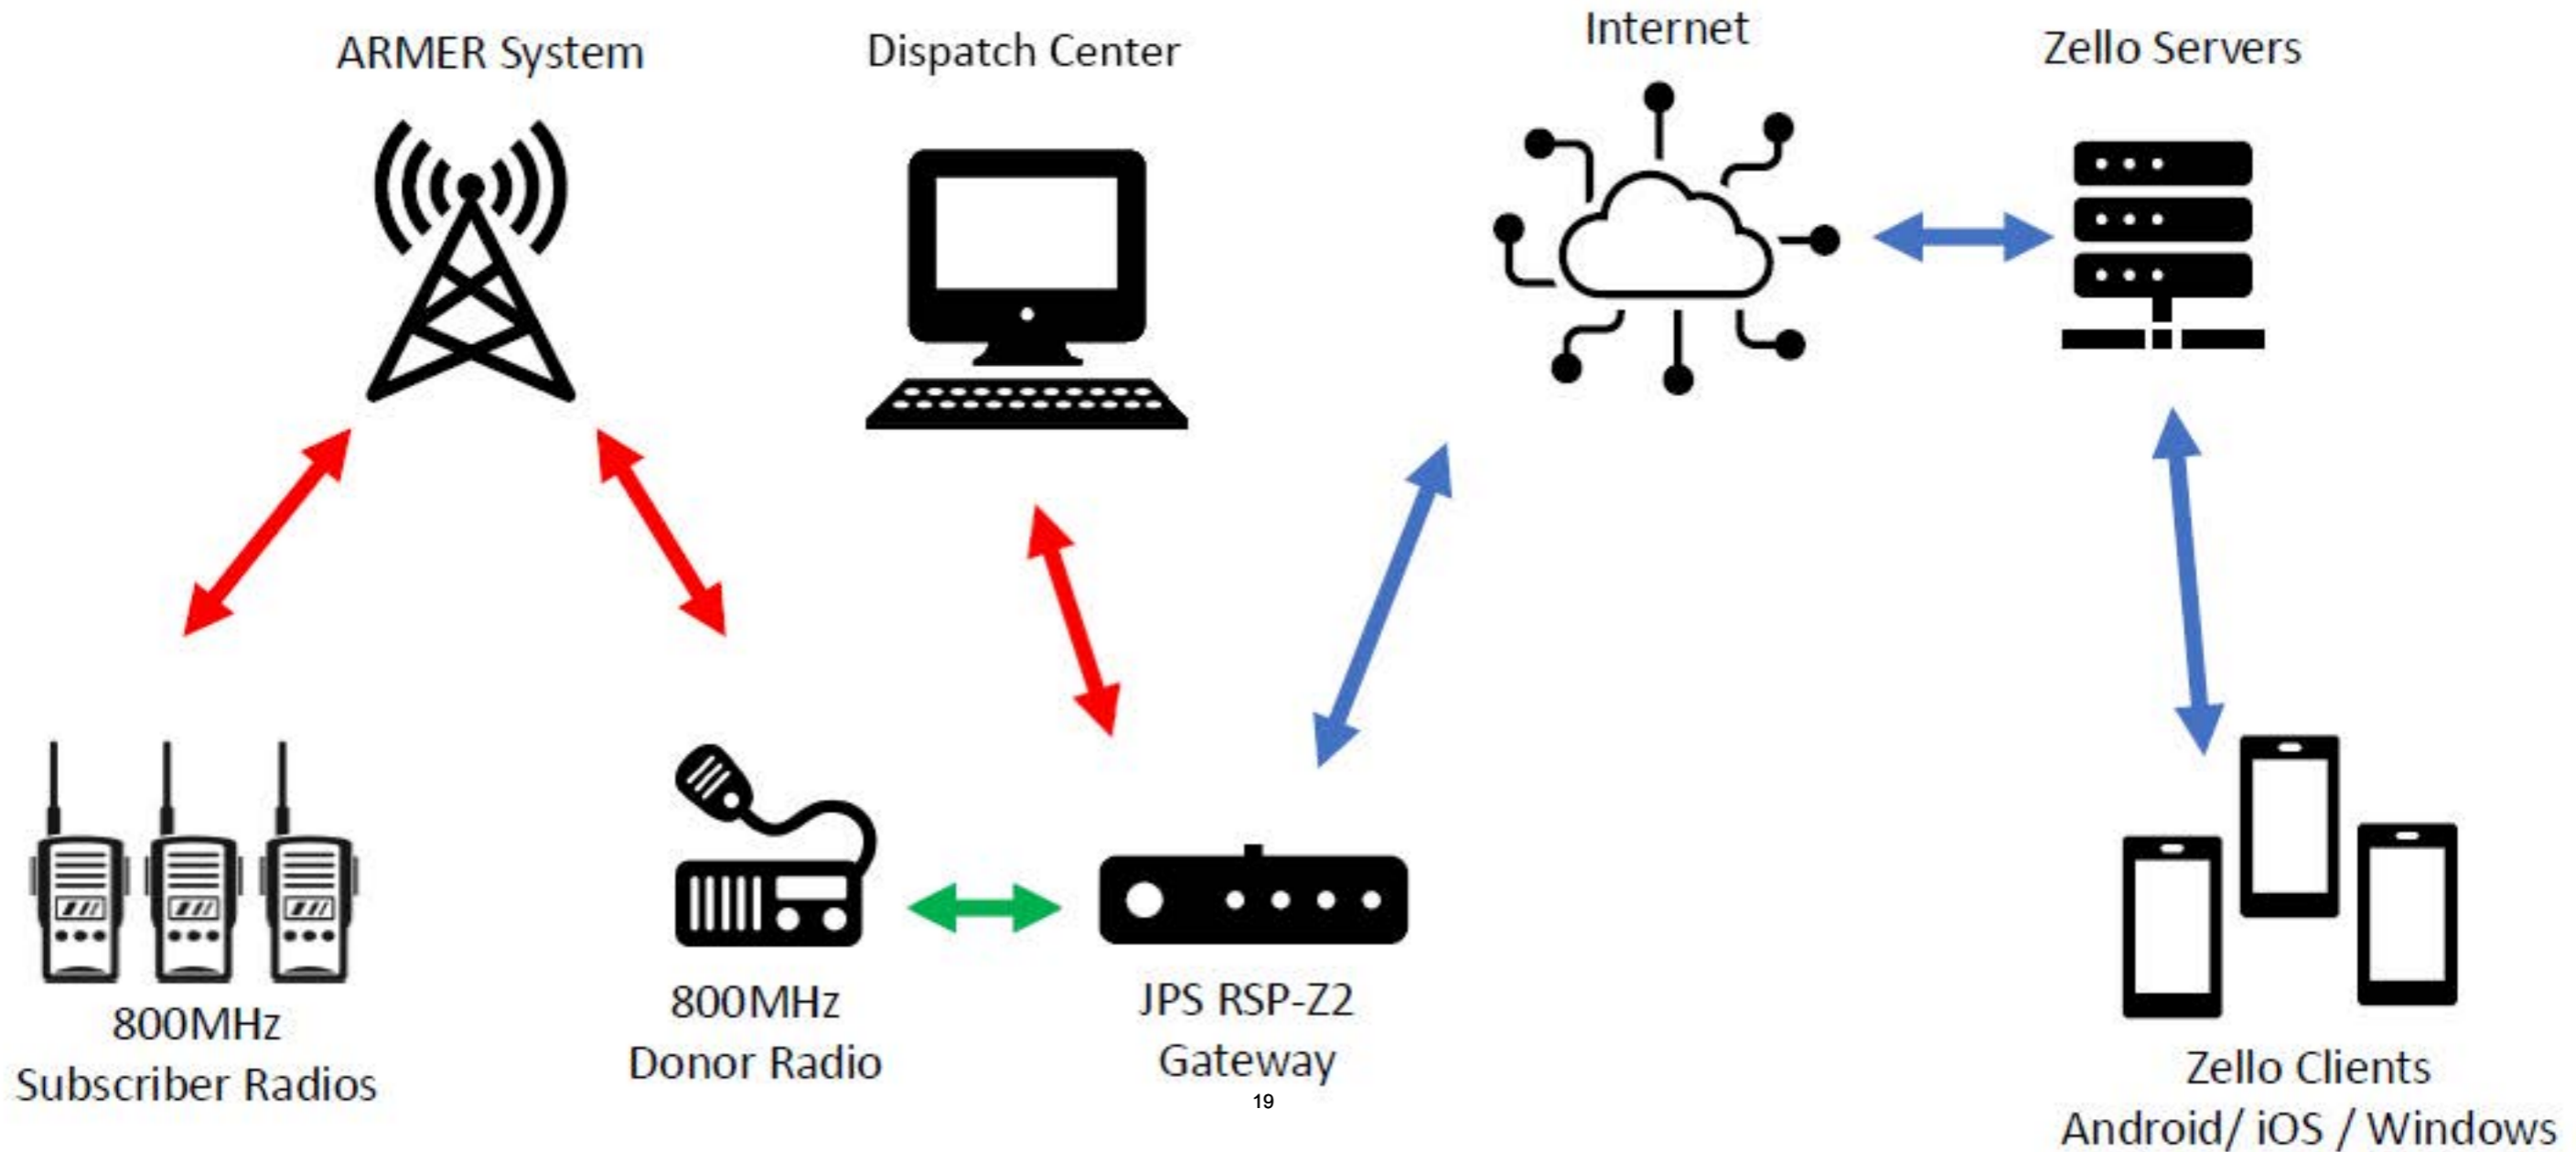 ARMER System
Dispatch Center
Internet
Zello Servers
800MHz
Subscriber Radios
800MHz
Donor Radio
JPS RSP-Z2
Gateway
19
Zello Clients
Android/ iOS / Windows